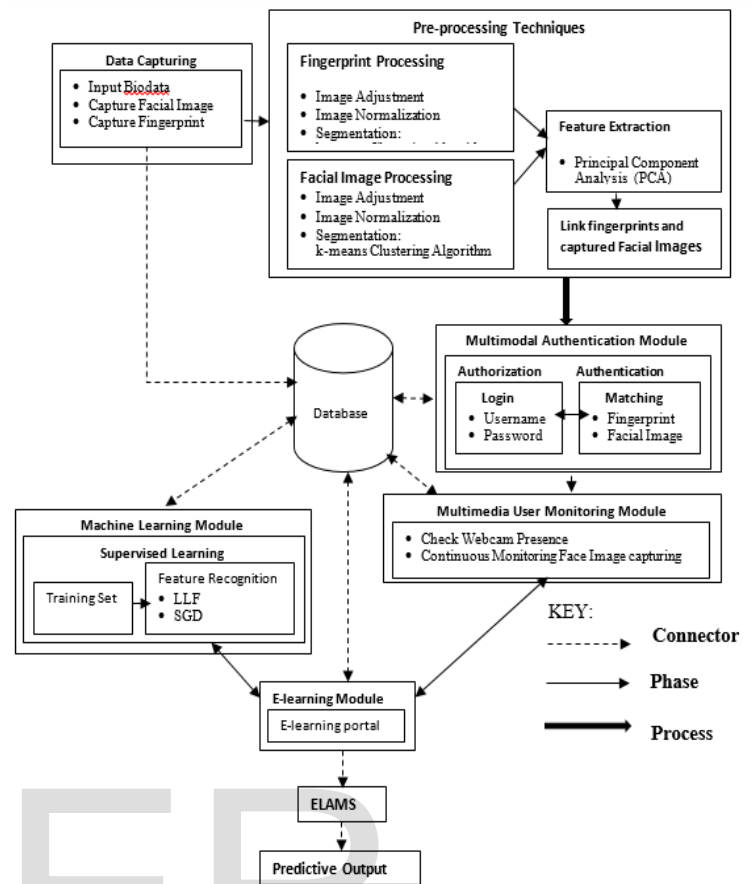 Pre-processing Techniques
Data Capturing
• Input Biodata
• Capture Facial Image
• Capture Fingerprint
Fingerprint Processing
• Image Adjustment
• Image Normalization
• Segmentation:
Facial Image Processing
• Image Adjustment
• Image Normalization
• Segmentation:
k-means Clustering Algorithm
Feature Extraction
• Principal Component
Analysis (PCA)
Link fingerprints and
captured Facial Images
Database
Multimodal Authentication Module
Authorization
Login
• Username
• Password
Authentication
Matching
• Fingerprint
• Facial Image
Multimedia User Monitoring Module
• Check Webcam Presence
• Continuous Monitoring Face Image capturing
Machine Learning Module
Supervised Learning
Training Set
Feature Recognition
• LLF
• SGD
E-learning Module
E-learning portal
ELAMS
Predictive Output
KEY:
Connector
Phase
Process